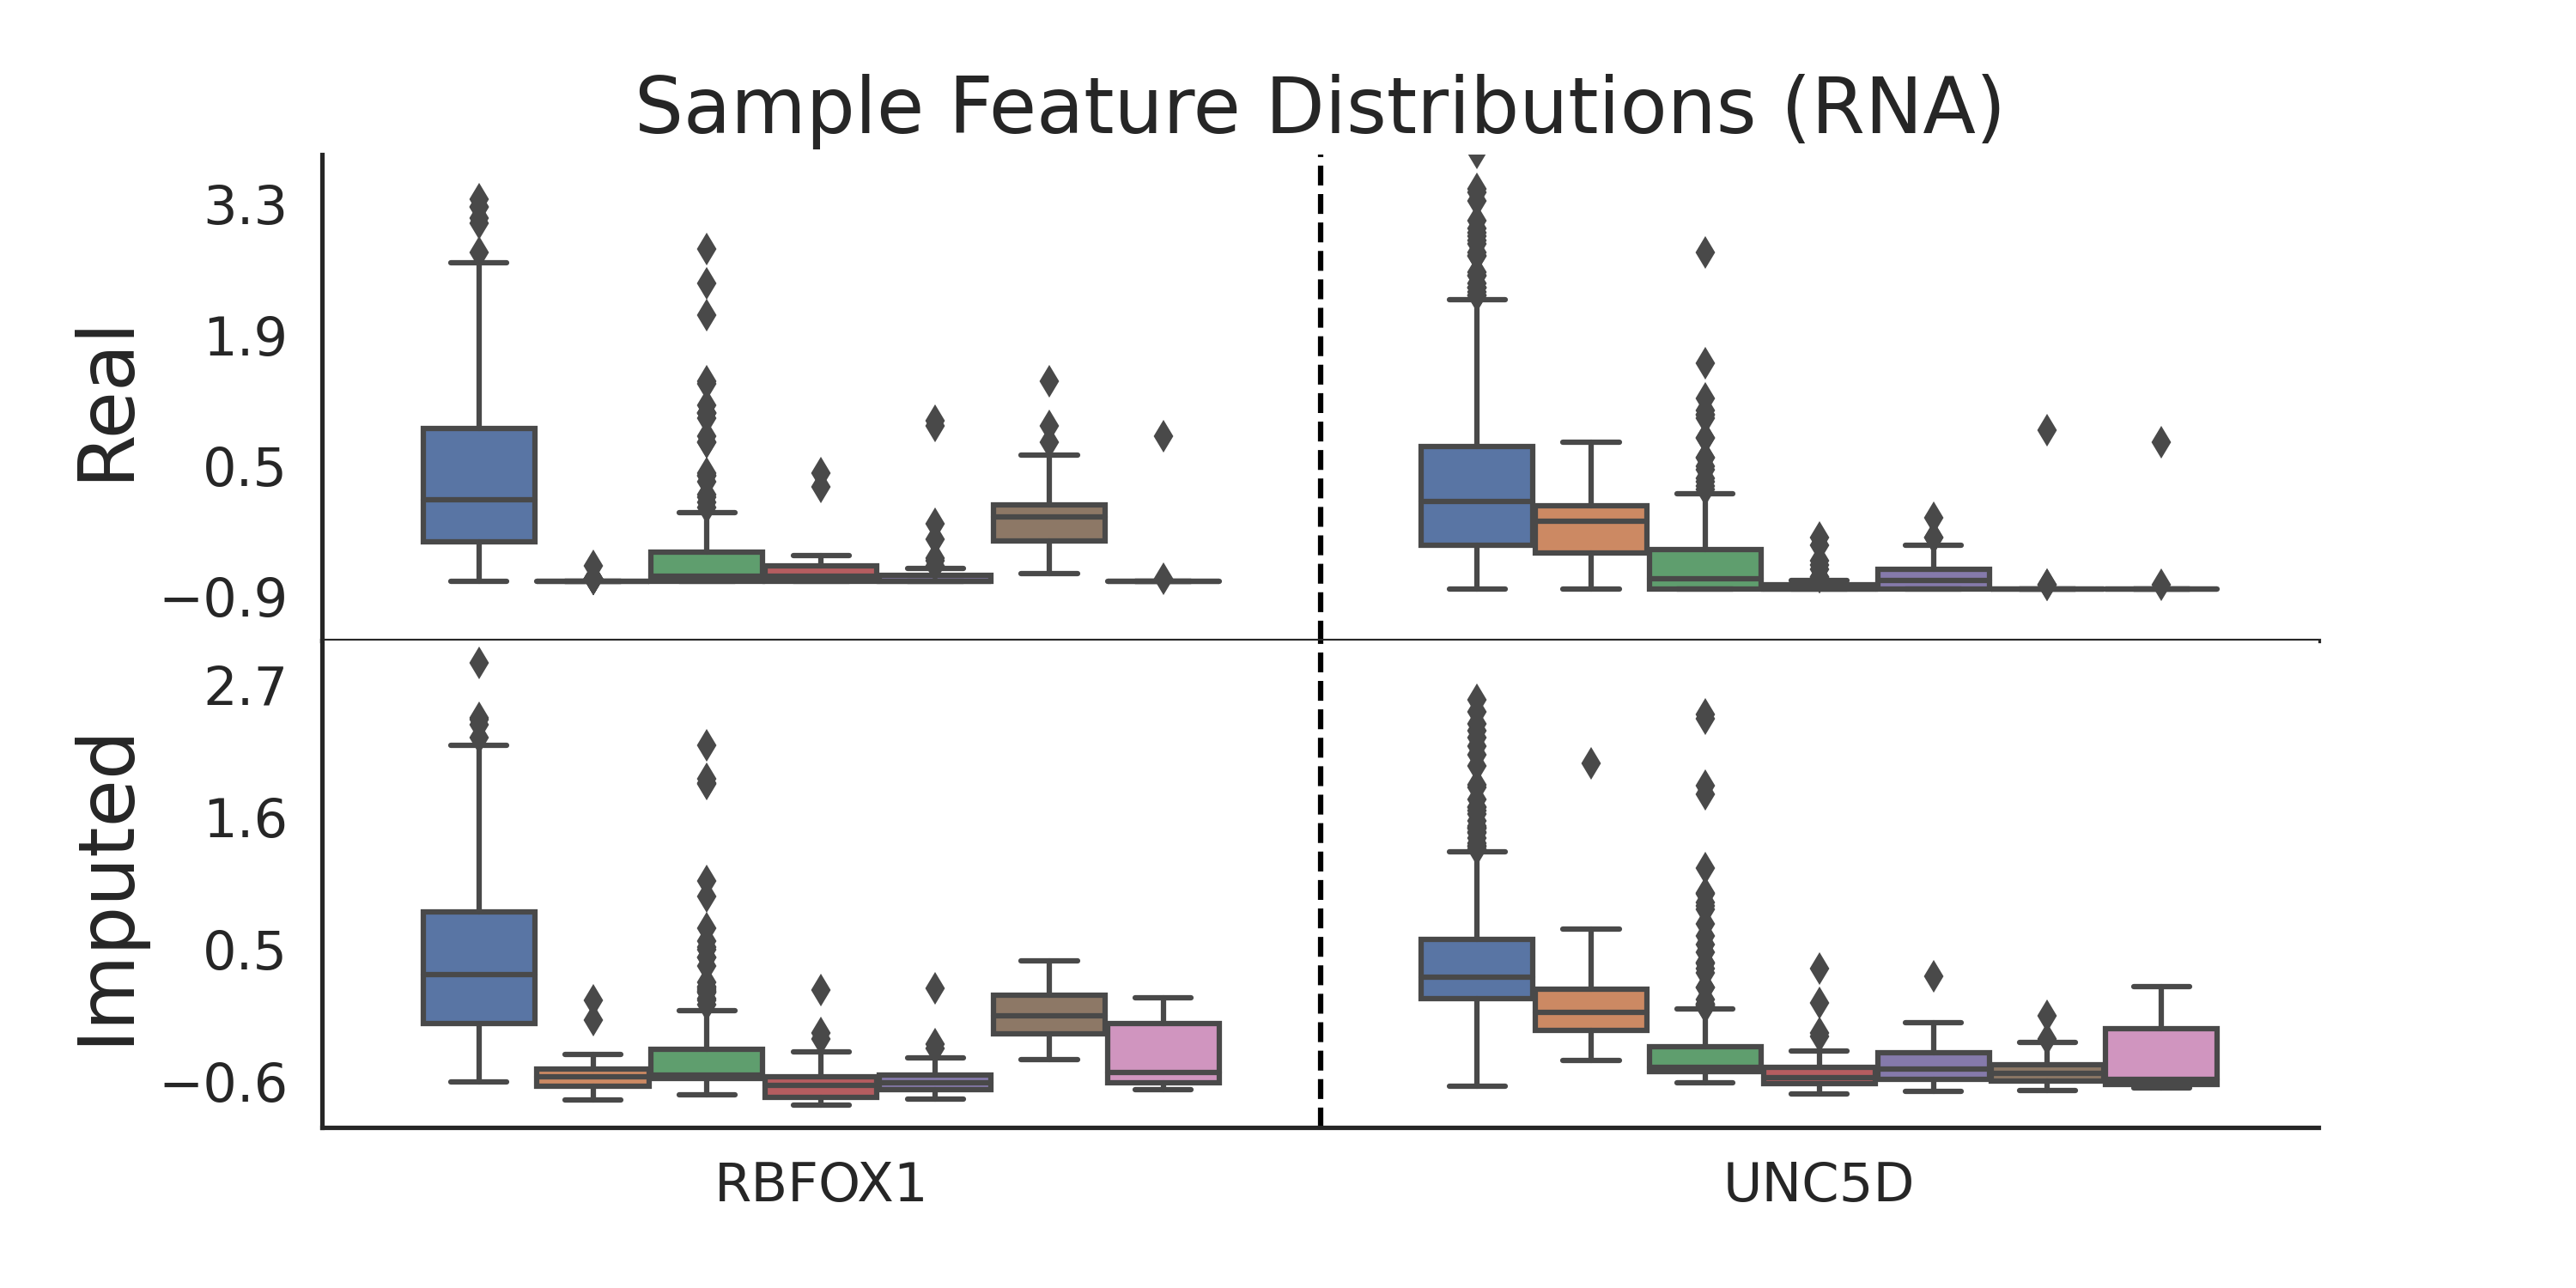 Sample Feature Distributions (RNA)
Real
3.3
1.9
0.5
−0.9
Imputed
2.7
1.6
0.5
−0.6
RBFOX1
UNC5D